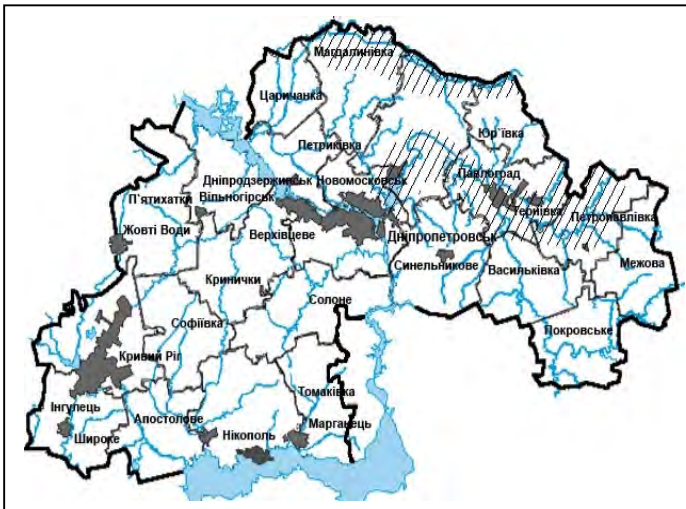 Магдалинівка
Царичанка
Юр`ївка
Петриківка
Павлоград
Дніпродзержинськ
Новомосковськ
Вільногірськ
П`ятихатки
Тернівка
Петропавлівка
Жовті Води
Верхівцеве
Дніпропетровськ
Синельникове
Васильківка
Межова
Кринички
Солоне
Софіївка
Покровське
Кривий Ріг
Томаківка
Інгулець
Апостолове
Марганець
Широке
Нікополь